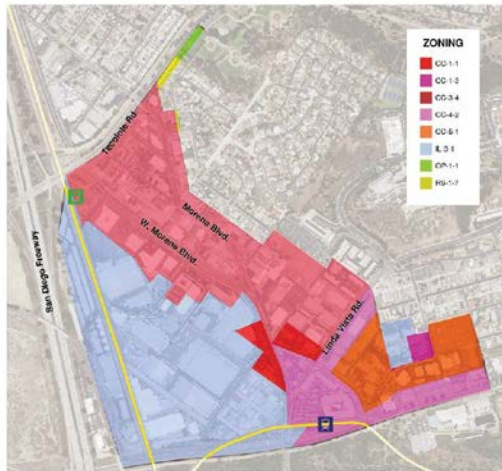 ZONING
CC-1-1
CC-1-3
CC-3-4
CC-4-2
CC-5-1
IL-3-1
OP-1-1
RS-1-7
Tecolote Rd.
Morena Blvd.
W. Morena Blvd.
San Diego Freeway
Linda Vista Rd.